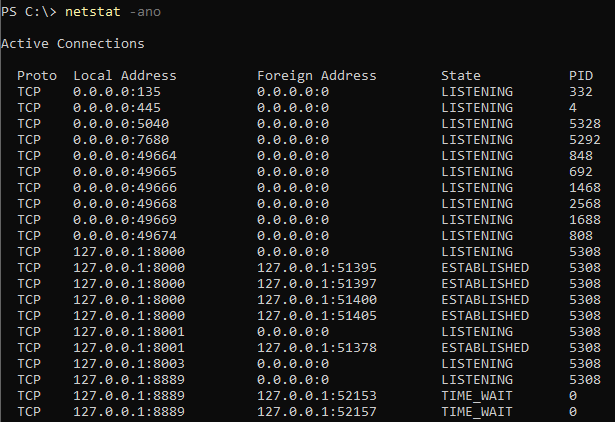 PS C:\> netstat -ano
Active Connections
Proto Local Address Foreign Address State PID
TCP 0.0.0.0:135 0.0.0.0:0 LISTENING 332
TCP 0.0.0.0:445 0.0.0.0:0 LISTENING 4
TCP 0.0.0.0:5040 0.0.0.0:0 LISTENING 5328
TCP 0.0.0.0:7680 0.0.0.0:0 LISTENING 5292
TCP 0.0.0.0:49664 0.0.0.0:0 LISTENING 848
TCP 0.0.0.0:49665 0.0.0.0:0 LISTENING 692
TCP 0.0.0.0:49666 0.0.0.0:0 LISTENING 1468
TCP 0.0.0.0:49668 0.0.0.0:0 LISTENING 2568
TCP 0.0.0.0:49669 0.0.0.0:0 LISTENING 1688
TCP 0.0.0.0:49674 0.0.0.0:0 LISTENING 808
TCP 127.0.0.1:8000 0.0.0.0:0 LISTENING 5308
TCP 127.0.0.1:8000 127.0.0.1:51395 ESTABLISHED 5308
TCP 127.0.0.1:8000 127.0.0.1:51397 ESTABLISHED 5308
TCP 127.0.0.1:8000 127.0.0.1:51400 ESTABLISHED 5308
TCP 127.0.0.1:8000 127.0.0.1:51405 ESTABLISHED 5308
TCP 127.0.0.1:8001 0.0.0.0:0 LISTENING 5308
TCP 127.0.0.1:8001 127.0.0.1:51378 ESTABLISHED 5308
TCP 127.0.0.1:8003 0.0.0.0:0 LISTENING 5308
TCP 127.0.0.1:8889 0.0.0.0:0 LISTENING 5308
TCP 127.0.0.1:8889 127.0.0.1:52153 TIME_WAIT 0
TCP 127.0.0.1:8889 127.0.0.1:52157 TIME_WAIT 0